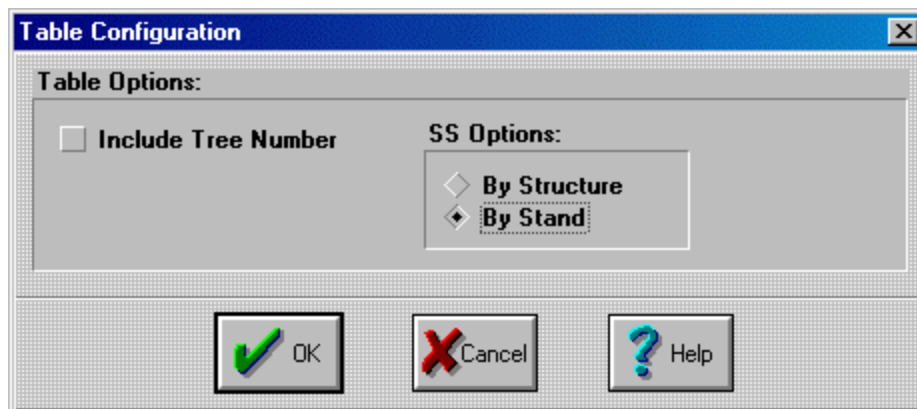 Table Configuration
Table Options:
Include Tree Number
SS Options:
By Structure
By Stand
OK
Cancel
Help